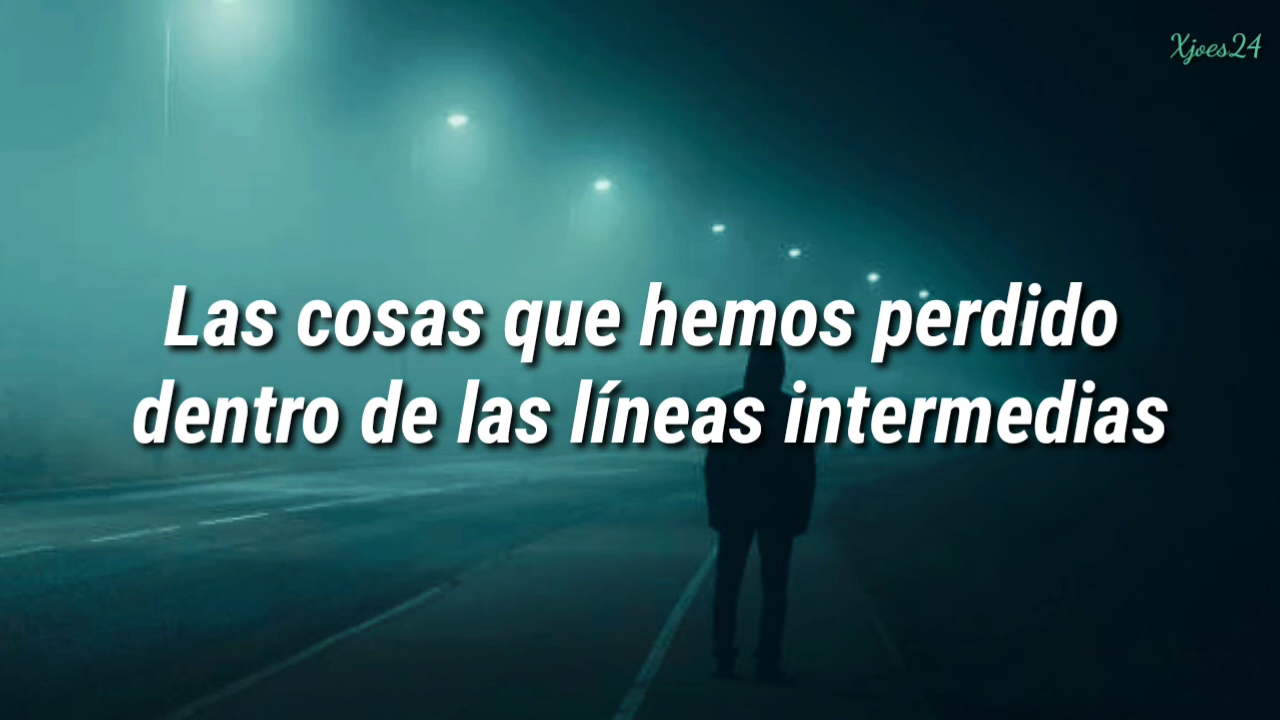 Xjoes24
Las cosas que hemos perdido
dentro de las líneas intermedias